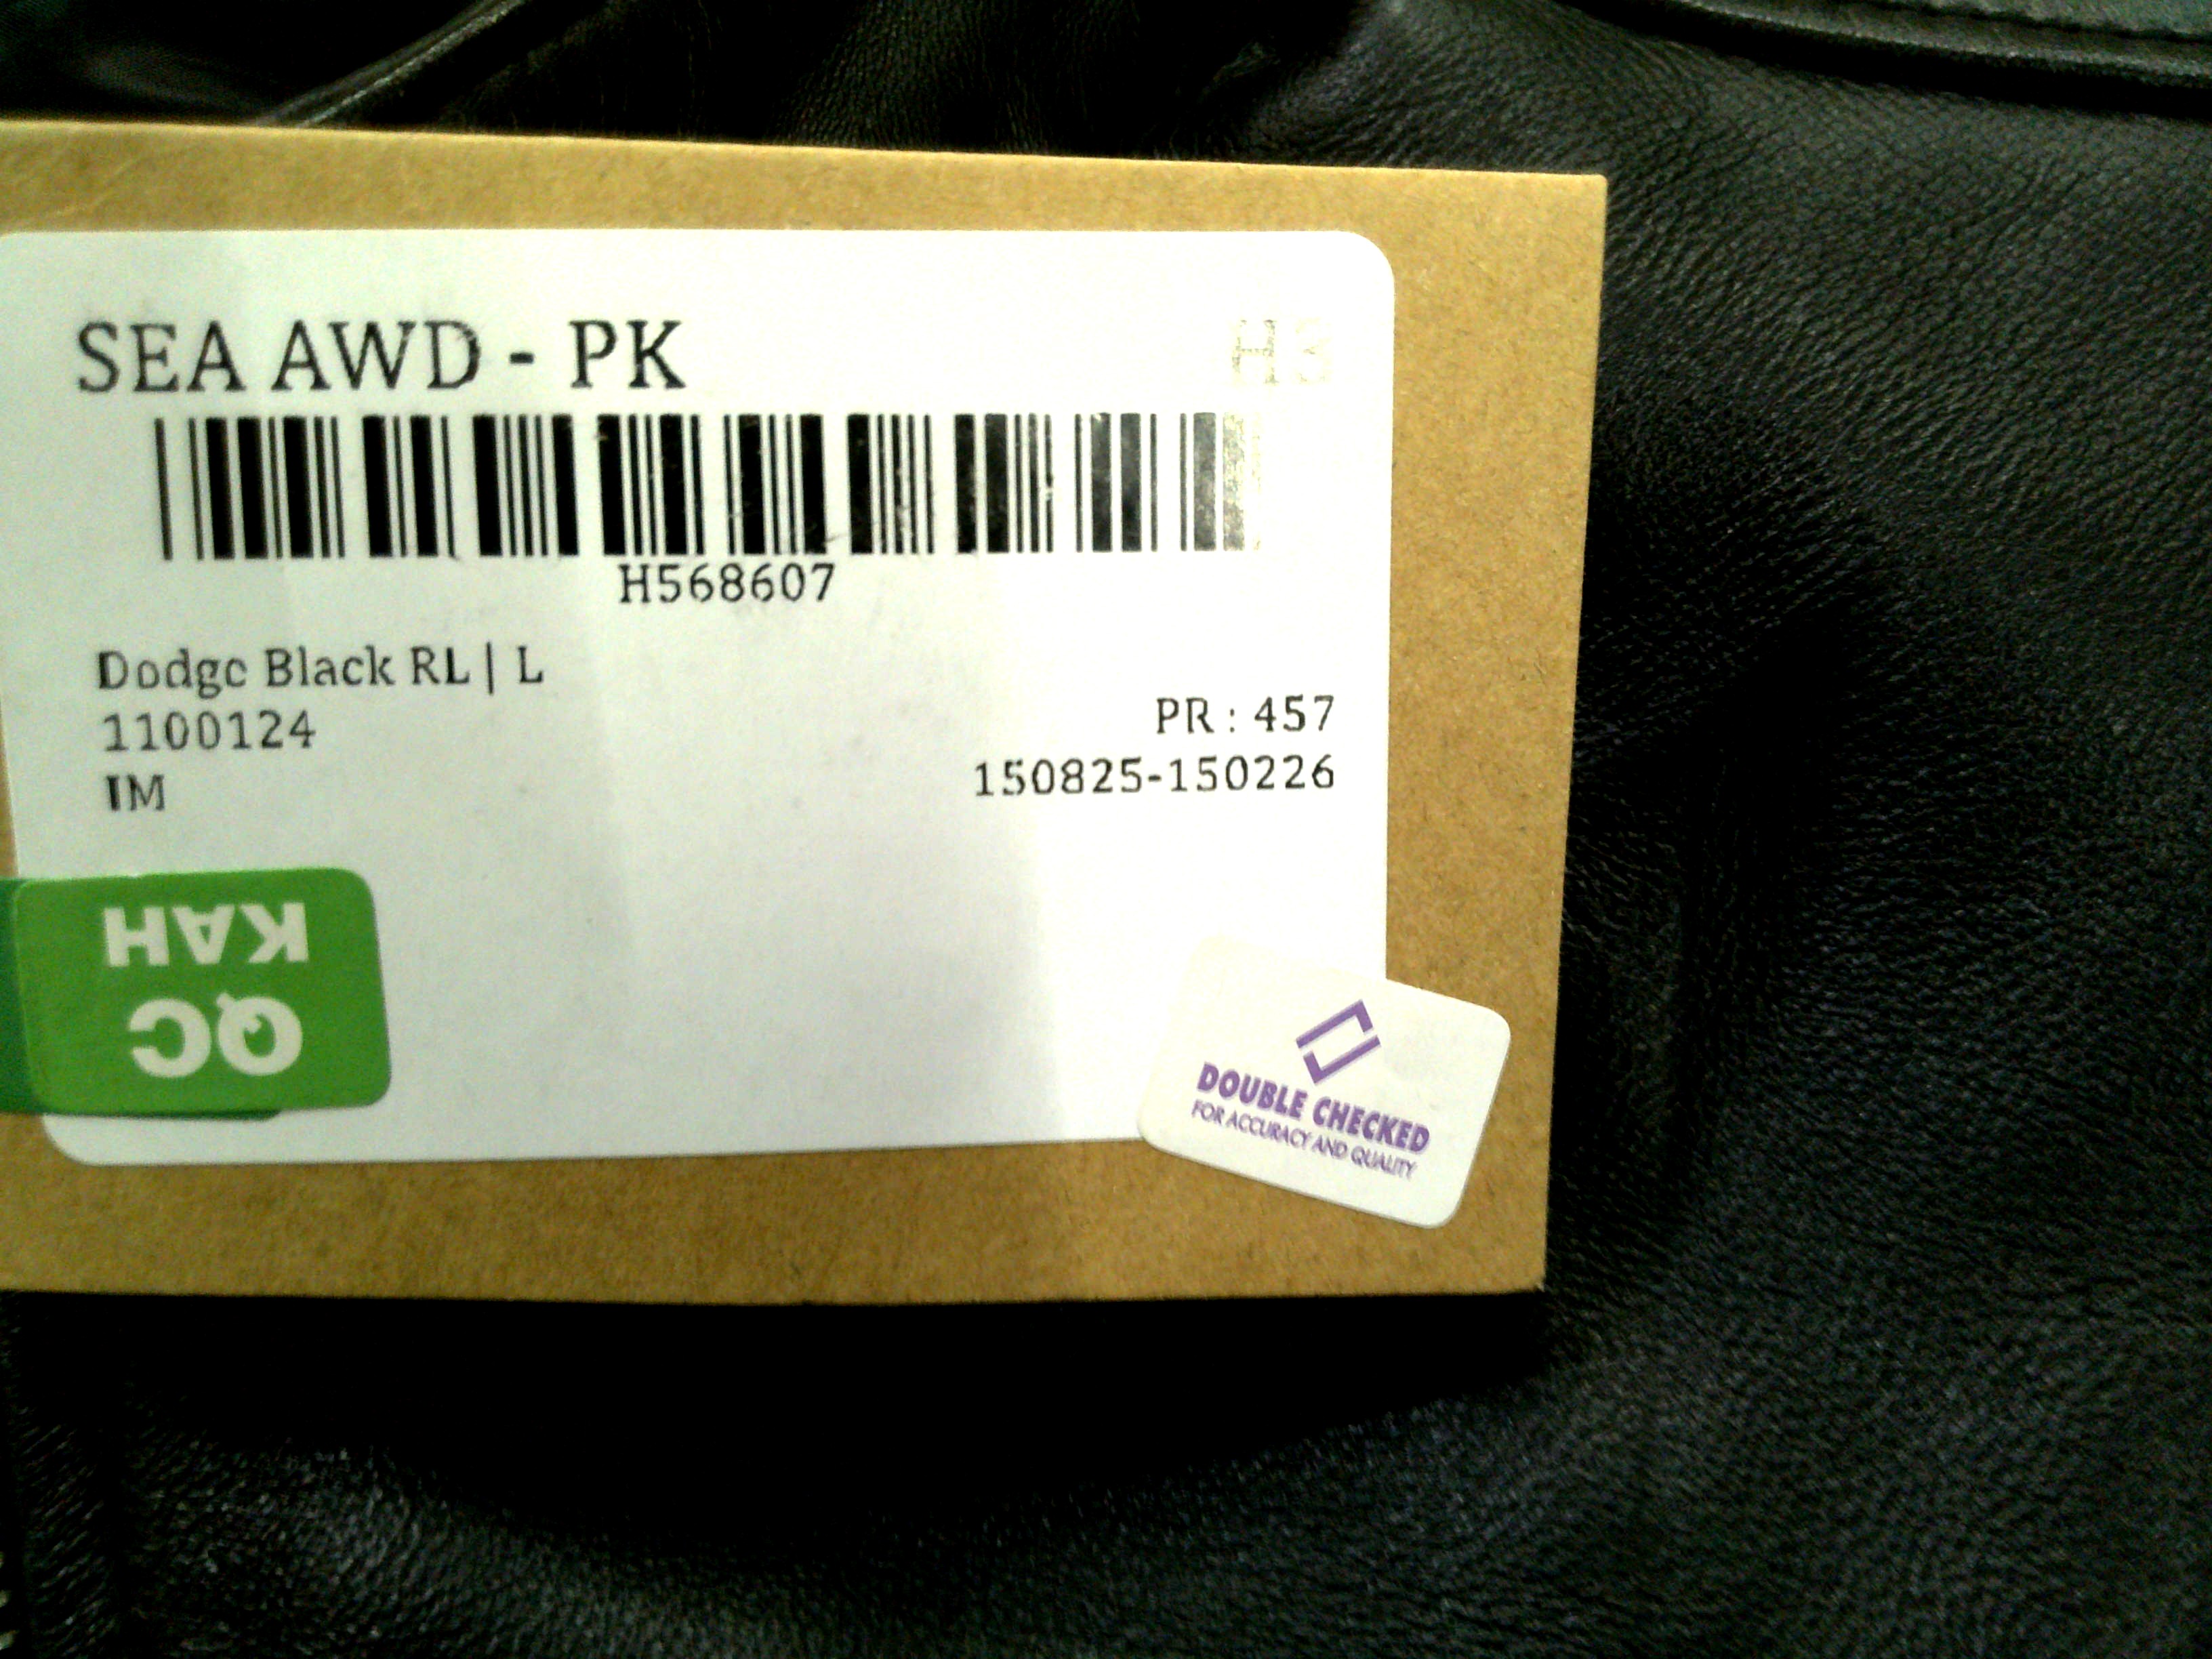 SEA AWD - PK
H3
H568607
Dodge Black RL | L
1100124
IM
PR : 457
150825-150226
QC
KAH
DOUBLE CHECKED
FOR ACCURACY AND QUALITY